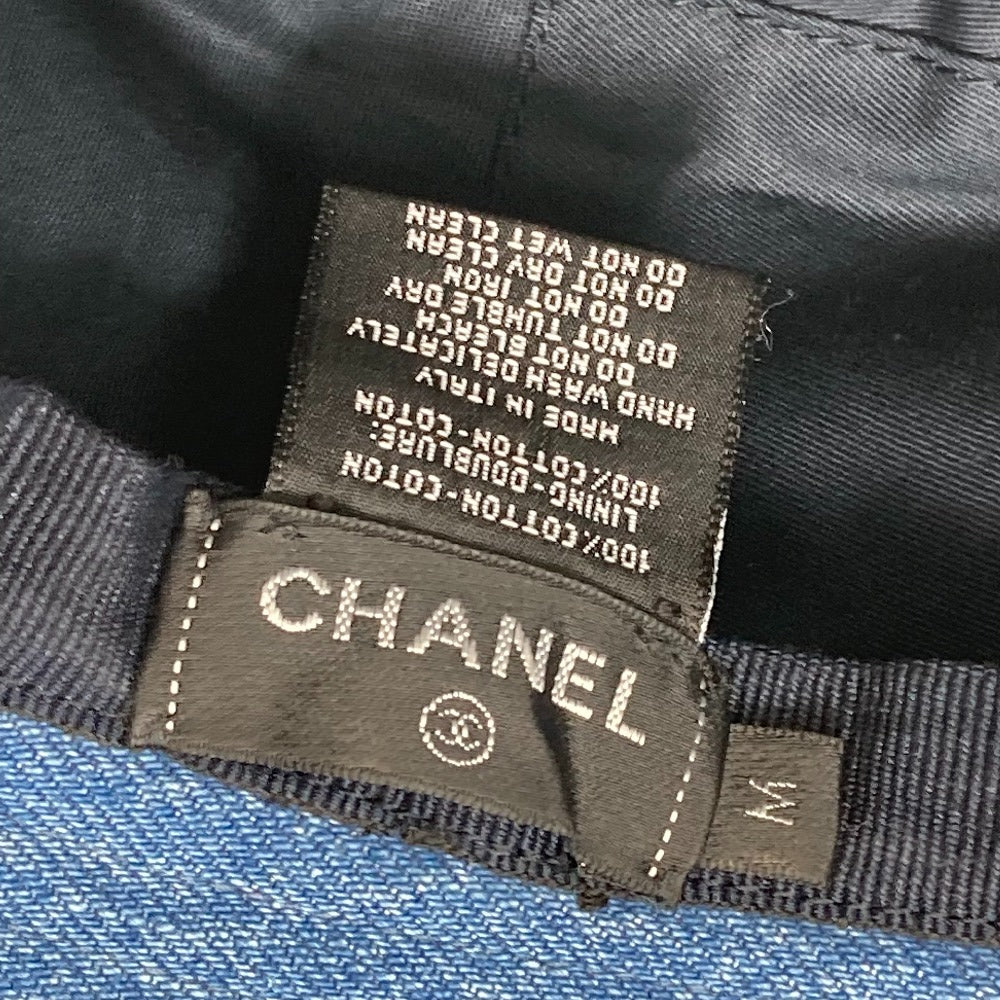 100% COTTON-COTON
LINING-DOUBLURE:
100% COTTON-COTON
MADE IN ITALY
HAND WASH DELICATELY
DO NOT BLEACH
DO NOT TUMBLE DRY
DO NOT IRON
DO NOT DRY CLEAN
DO NOT WET CLEAN
CHANEL
M